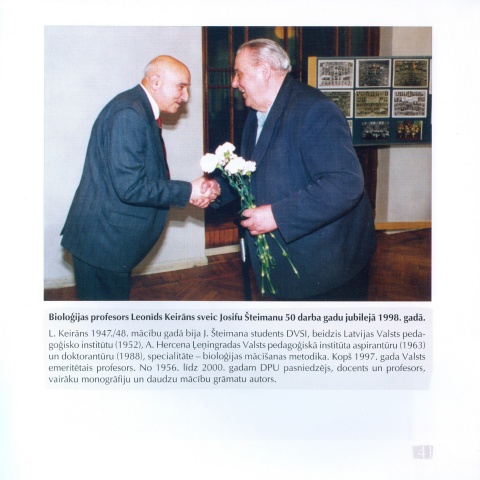 Bioloģijas profesors Leonids Keirāns sveic Josifu Šteimanu 50 darba gadu jubilejā 1998. gadā.
L. Keirāns 1947./48. mācību gadā bija J. Šteimana students DVSI, beidzis Latvijas Valsts peda-
goģisko institūtu (1952), A. Hercena Ļeņingradas Valsts pedagoģiskā institūta aspirantūru (1963)
un doktorantūru (1988), specialitāte – bioloģijas mācīšanas metodika. Kopš 1997. gada Valsts
emeritētais profesors. No 1956. līdz 2000. gadam DPU pasniedzējs, docents un profesors,
vairāku monogrāfiju un daudzu mācību grāmatu autors.
41